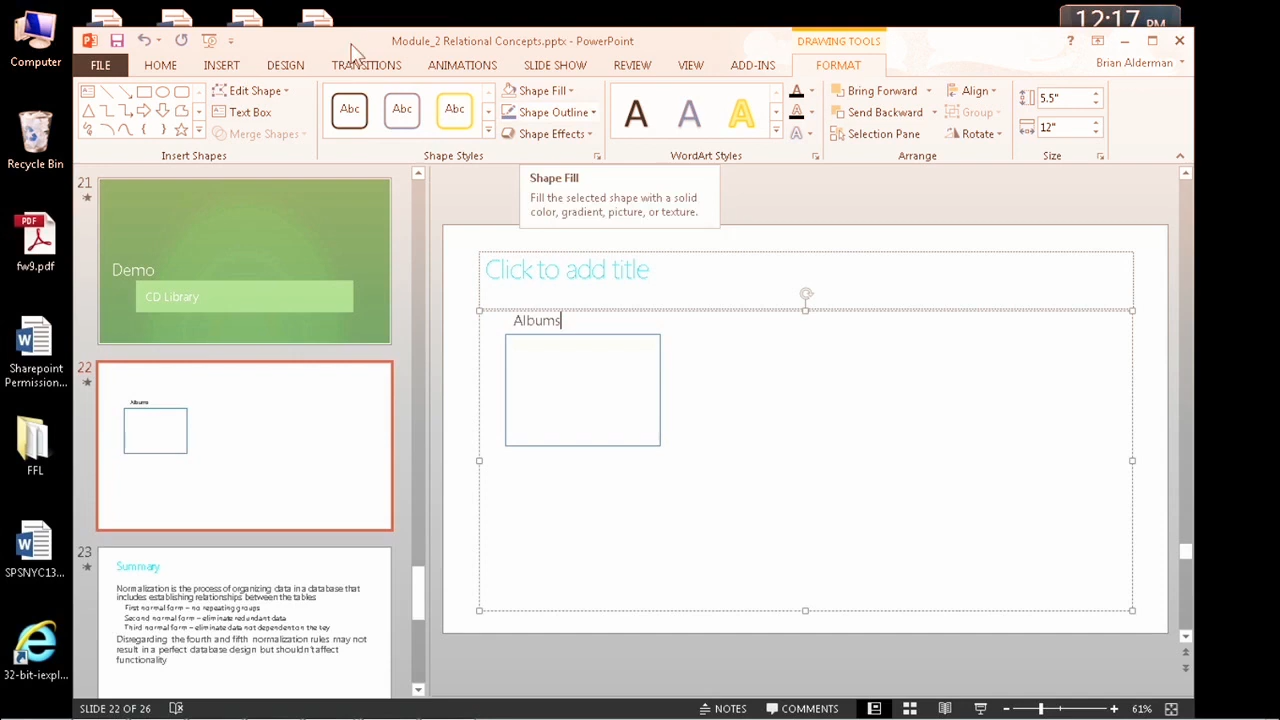 Computer
Recycle Bin
fw9.pdf
Sharepoint
Permission...
FFL
SPSNYC13...
32-bit-iexpl...
12:17 PM
Module_2 Relational Concepts.pptx - PowerPoint
DRAWING TOOLS
?
FILE
HOME
INSERT
DESIGN
TRANSITIONS
ANIMATIONS
SLIDE SHOW
REVIEW
VIEW
ADD-INS
FORMAT
Brian Alderman
Edit Shape
Text Box
Merge Shapes
Insert Shapes
Abc
Abc
Abc
Shape Fill
Shape Outline
Shape Effects
Shape Styles
A
A
A
WordArt Styles
Bring Forward
Send Backward
Selection Pane
Align
Group
Rotate
Arrange
5.5"
12"
Size
Shape Fill
Fill the selected shape with a solid
color, gradient, picture, or texture.
21
Demo
CD Library
22
Albums
23
Summary
Normalization is the process of organizing data in a database that
includes establishing relationships between the tables
First normal form – no repeating groups
Second normal form – eliminate redundant data
Third normal form – eliminate data not dependent on the key
Disregarding the fourth and fifth normalization rules may not
result in a perfect database design but shouldn't affect
functionality
Click to add title
Albums
SLIDE 22 OF 26
NOTES
COMMENTS
61%